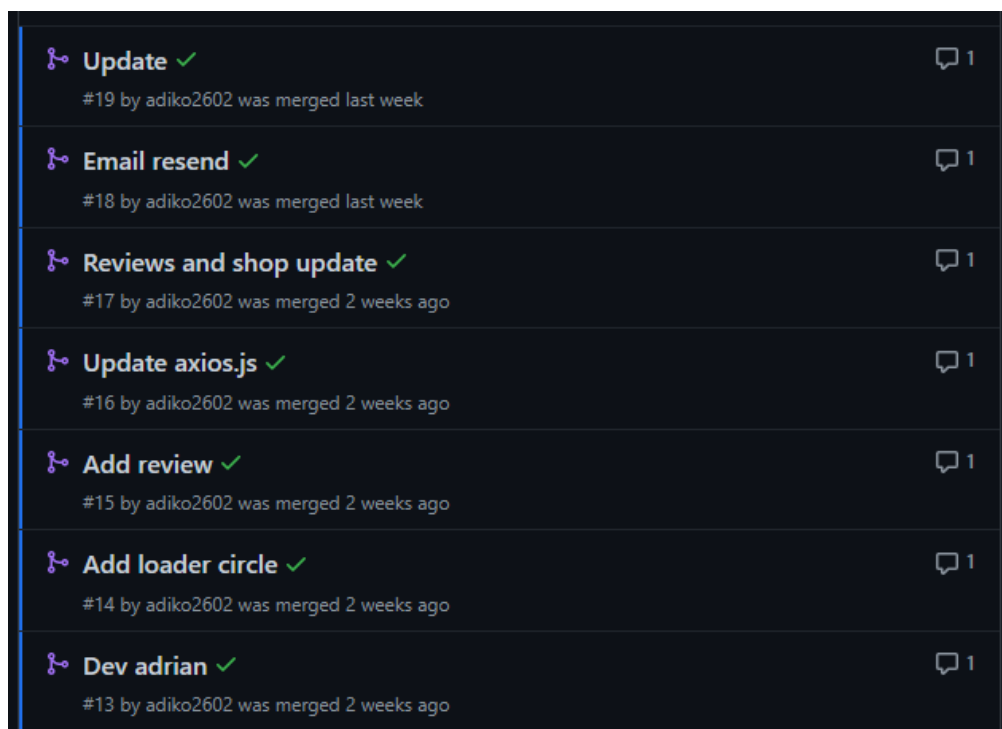 Update
1
#19 by adiko2602 was merged last week
Email resend
1
#18 by adiko2602 was merged last week
Reviews and shop update
1
#17 by adiko2602 was merged 2 weeks ago
Update axios.js
1
#16 by adiko2602 was merged 2 weeks ago
Add review
1
#15 by adiko2602 was merged 2 weeks ago
Add loader circle
1
#14 by adiko2602 was merged 2 weeks ago
Dev adrian
1
#13 by adiko2602 was merged 2 weeks ago